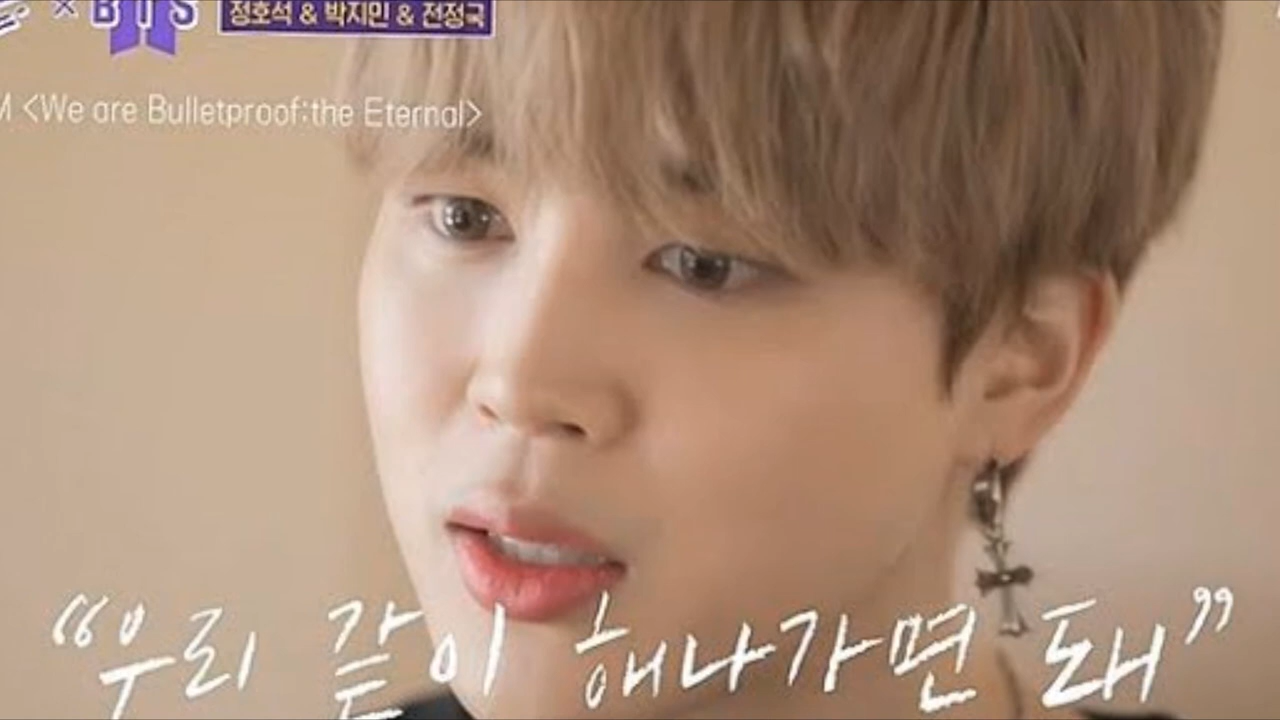 × BTS 정호석 & 박지민 & 전정국
M <We are Bulletproof:the Eternal>
“우리 같이 해나가면 돼”